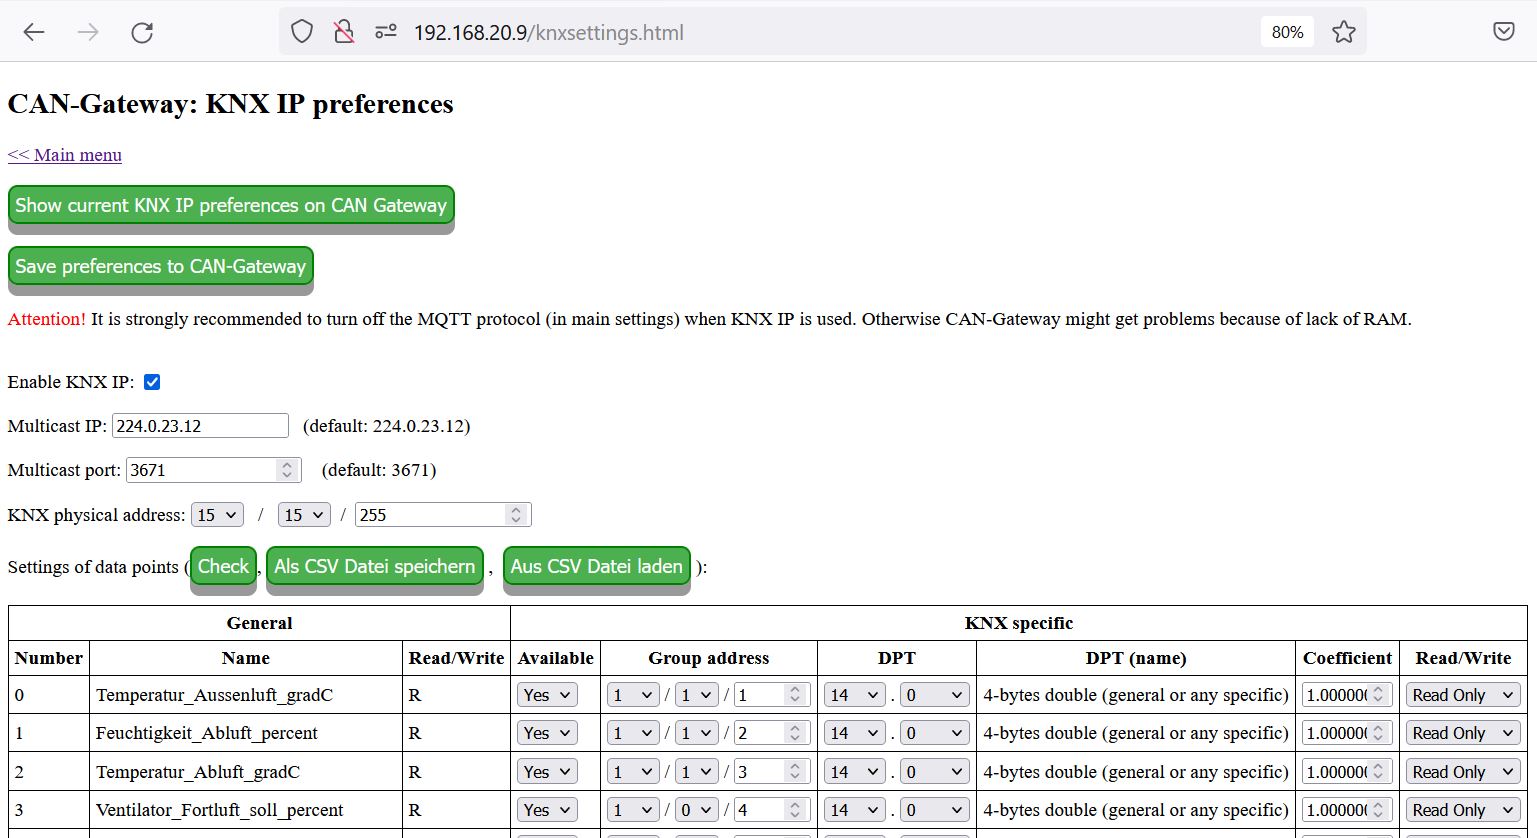 192.168.20.9/knxsettings.html 80%
CAN-Gateway: KNX IP preferences
<< Main menu
Show current KNX IP preferences on CAN Gateway
Save preferences to CAN-Gateway
Attention! It is strongly recommended to turn off the MQTT protocol (in main settings) when KNX IP is used. Otherwise CAN-Gateway might get problems because of lack of RAM.
Enable KNX IP:
Multicast IP: 224.0.23.12 (default: 224.0.23.12)
Multicast port: 3671 (default: 3671)
KNX physical address: 15 / 15 / 255
Settings of data points ( Check , Als CSV Datei speichern , Aus CSV Datei laden ):
General KNX specific
Number Name Read/Write Available Group address DPT DPT (name) Coefficient Read/Write
0 Temperatur_Aussenluft_gradC R Yes 1 / 1 / 1 14 . 0 4-bytes double (general or any specific) 1.000000 Read Only
1 Feuchtigkeit_Abluft_percent R Yes 1 / 1 / 2 14 . 0 4-bytes double (general or any specific) 1.000000 Read Only
2 Temperatur_Abluft_gradC R Yes 1 / 1 / 3 14 . 0 4-bytes double (general or any specific) 1.000000 Read Only
3 Ventilator_Fortluft_soll_percent R Yes 1 / 0 / 4 14 . 0 4-bytes double (general or any specific) 1.000000 Read Only